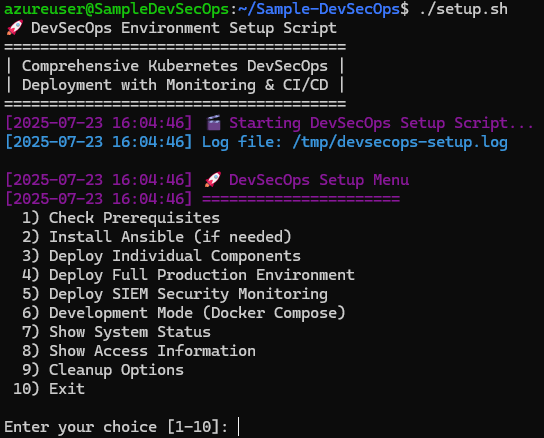 azureuser@SampleDevSecOps:~/Sample-DevSecOps$ ./setup.sh
🚀 DevSecOps Environment Setup Script
======================================
| Comprehensive Kubernetes DevSecOps |
| Deployment with Monitoring & CI/CD |
======================================
[2025-07-23 16:04:46] 🎬 Starting DevSecOps Setup Script...
[2025-07-23 16:04:46] Log file: /tmp/devsecops-setup.log
[2025-07-23 16:04:46] 🚀 DevSecOps Setup Menu
[2025-07-23 16:04:46] ======================
1) Check Prerequisites
2) Install Ansible (if needed)
3) Deploy Individual Components
4) Deploy Full Production Environment
5) Deploy SIEM Security Monitoring
6) Development Mode (Docker Compose)
7) Show System Status
8) Show Access Information
9) Cleanup Options
10) Exit
Enter your choice [1-10]: